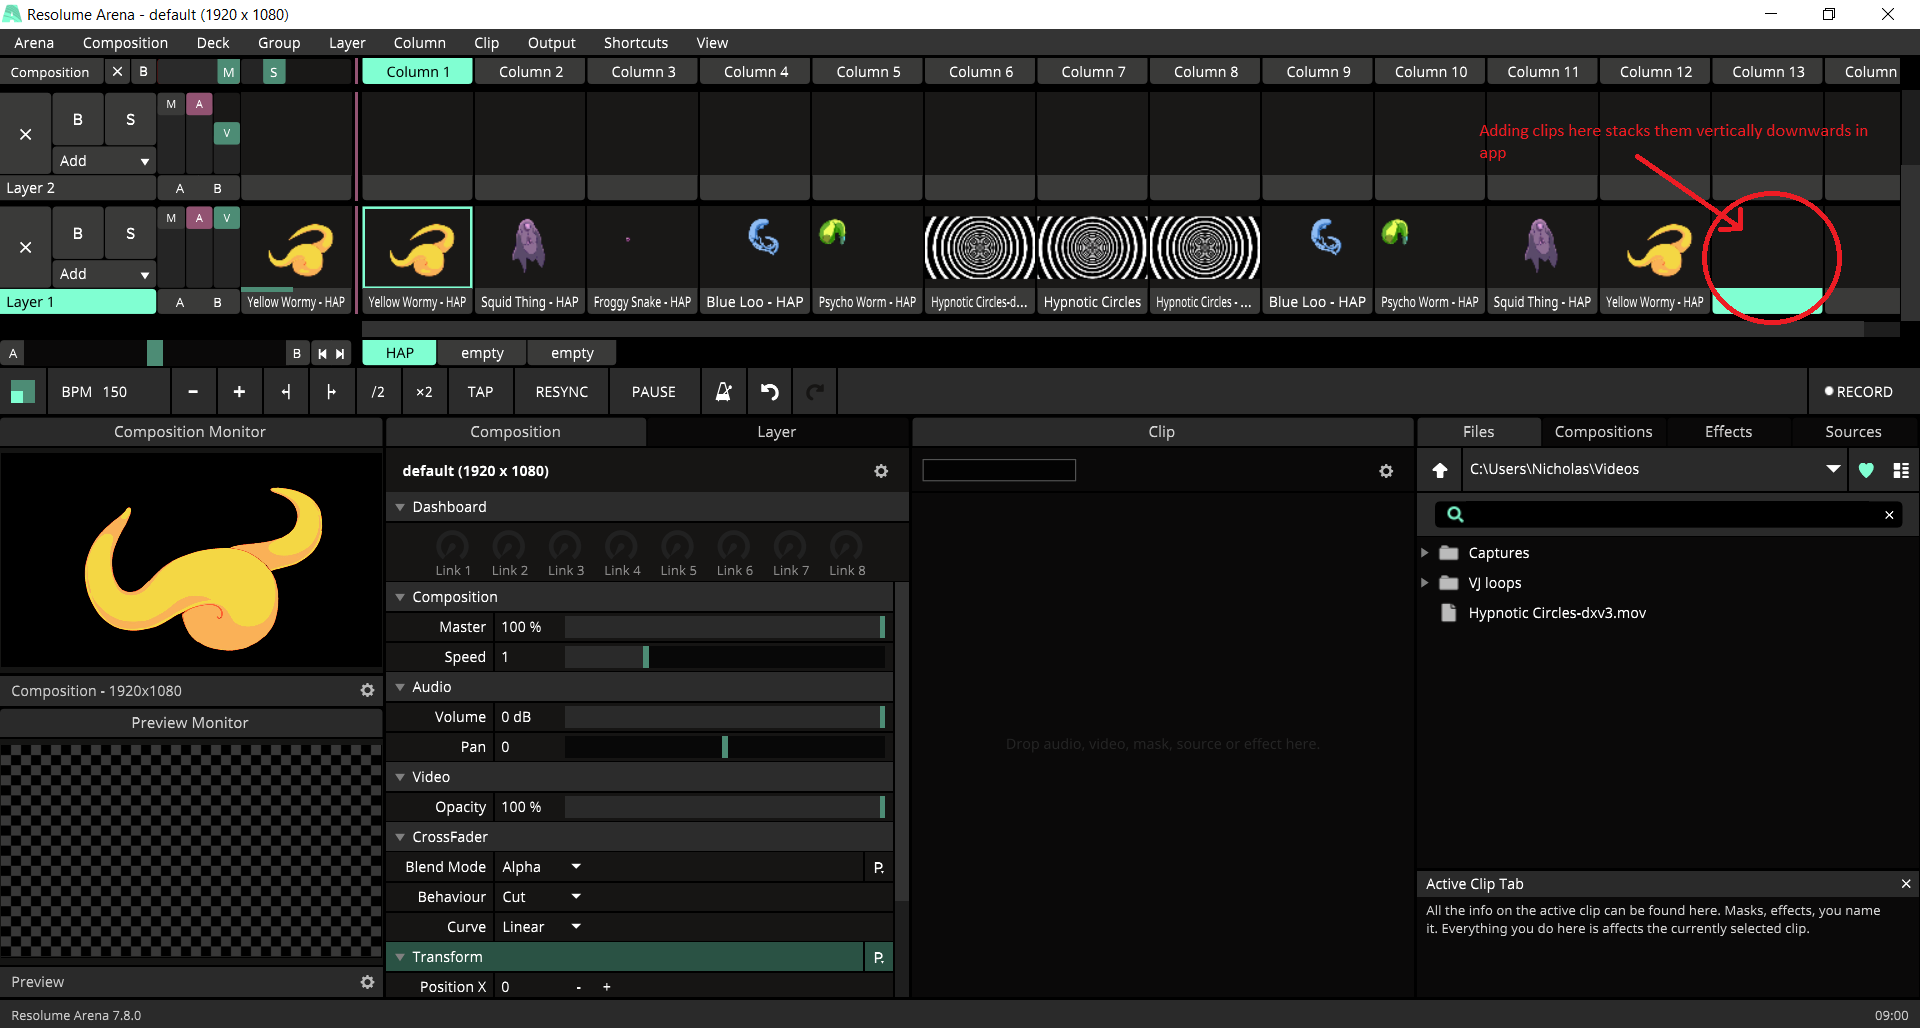 Resolume Arena - default (1920 x 1080)
Arena Composition Deck Group Layer Column Clip Output Shortcuts View
Composition B M S Column 1 Column 2 Column 3 Column 4 Column 5 Column 6 Column 7 Column 8 Column 9 Column 10 Column 11 Column 12 Column 13 Column
B S M A V
Add
Layer 2 A B
Adding clips here stacks them vertically downwards in
app
B S M A V
Add
Layer 1 A B Yellow Wormy - HAP Yellow Wormy - HAP Squid Thing - HAP Froggy Snake - HAP Blue Loo - HAP Psycho Worm - HAP Hypnotic Circles-d... Hypnotic Circles Hypnotic Circles - ... Blue Loo - HAP Psycho Worm - HAP Squid Thing - HAP Yellow Wormy - HAP
A B HAP empty empty
BPM 150 - + /2 ×2 TAP RESYNC PAUSE RECORD
Composition Monitor
Composition Layer
default (1920 x 1080)
Dashboard
Link 1 Link 2 Link 3 Link 4 Link 5 Link 6 Link 7 Link 8
Composition
Master 100 %
Speed 1
Audio
Volume 0 dB
Pan 0
Video
Opacity 100 %
CrossFader
Blend Mode Alpha P.
Behaviour Cut
Curve Linear
Transform P.
Position X 0 - +
Clip
Drop audio, video, mask, source or effect here.
Files Compositions Effects Sources
C:\Users\Nicholas\Videos
Captures
VJ loops
Hypnotic Circles-dxv3.mov
Active Clip Tab
All the info on the active clip can be found here. Masks, effects, you name
it. Everything you do here is affects the currently selected clip.
Composition - 1920x1080
Preview Monitor
Preview
Resolume Arena 7.8.0 09:00